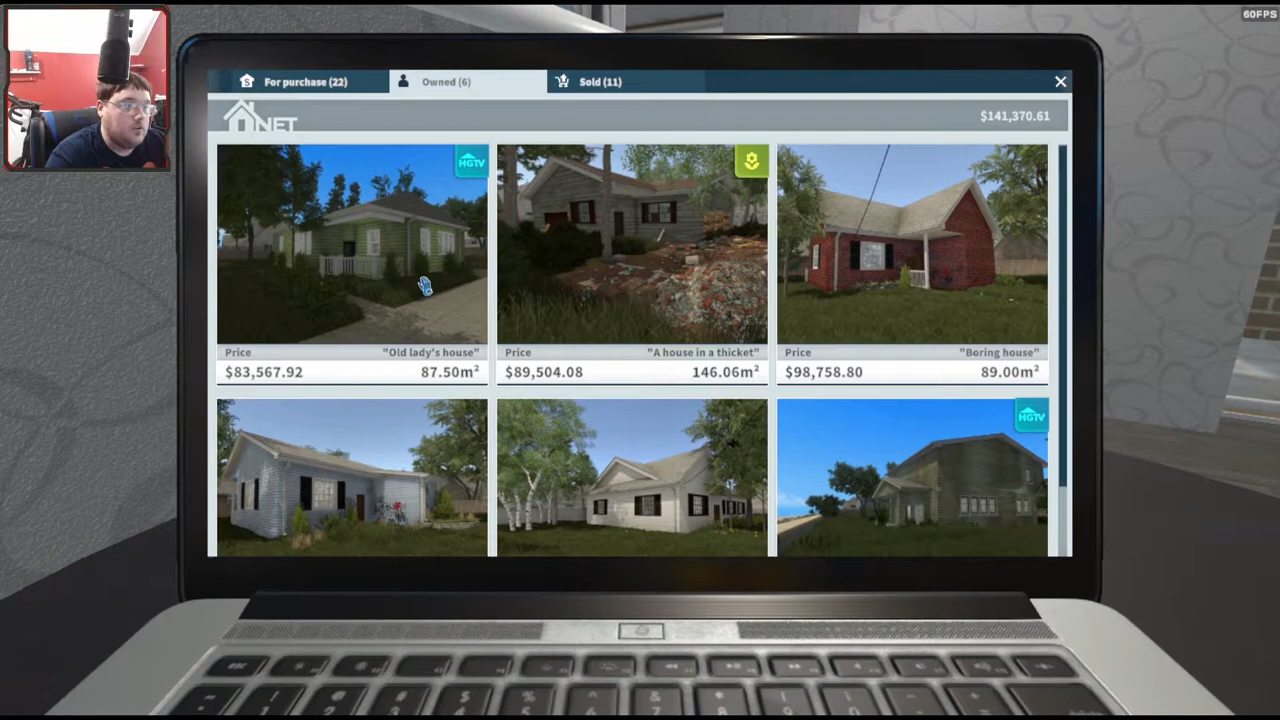 60FPS
For purchase (22)
Owned (6)
Sold (11)
NET
$141,370.61
HGTV
Price "Old lady's house"
$83,567.92 87.50m²
Price "A house in a thicket"
$89,504.08 146.06m²
Price "Boring house"
$98,758.80 89.00m²
HGTV